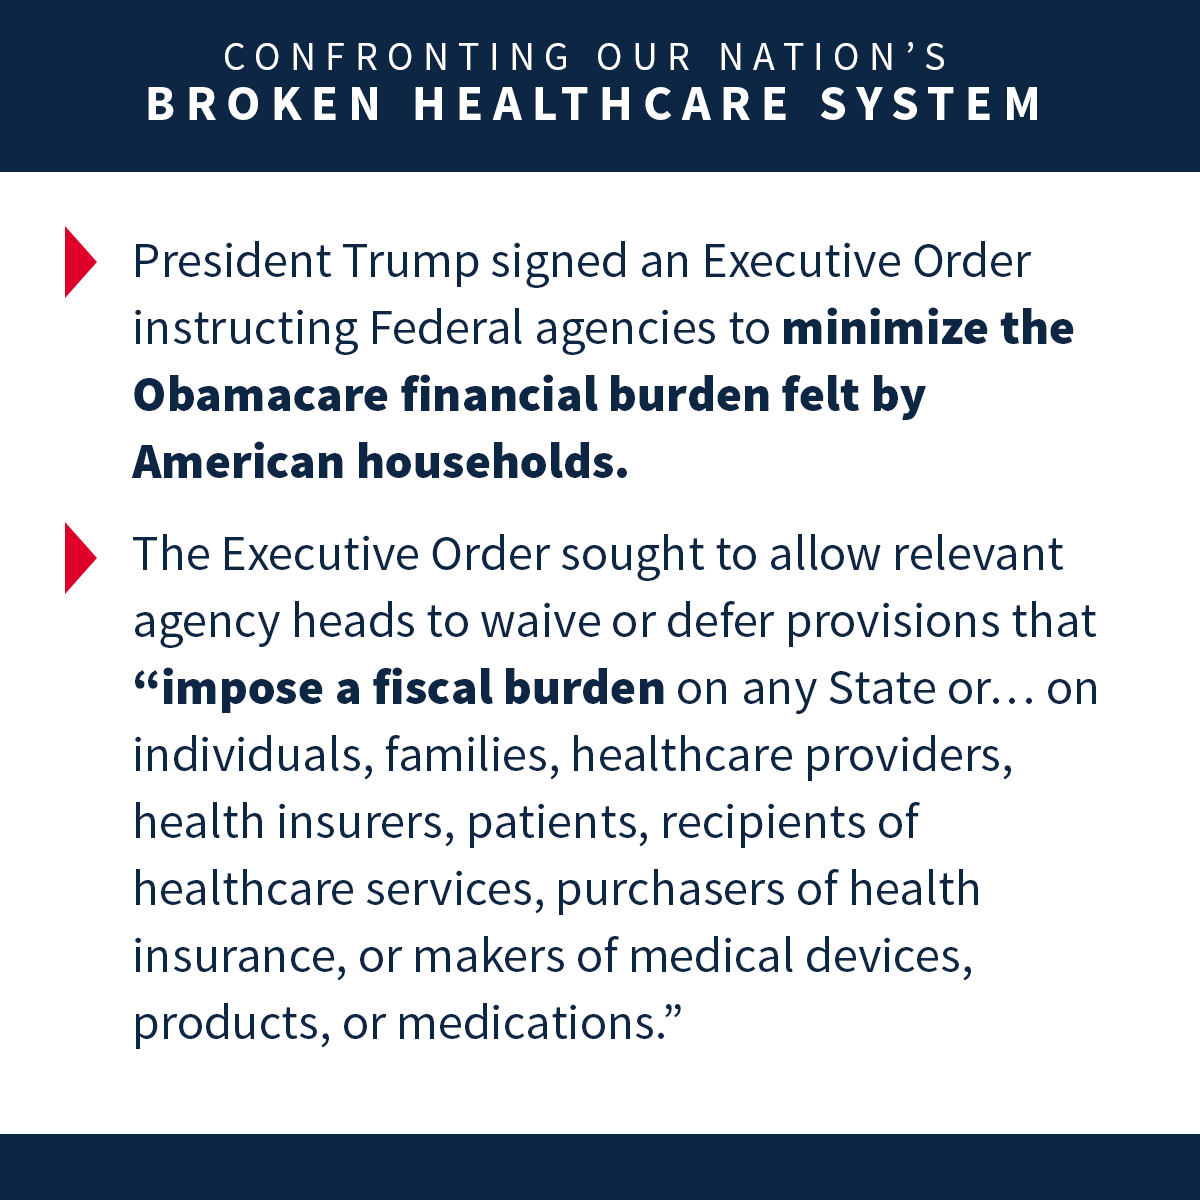 CONFRONTING OUR NATION’S
BROKEN HEALTHCARE SYSTEM
President Trump signed an Executive Order
instructing Federal agencies to minimize the
Obamacare financial burden felt by
American households.
The Executive Order sought to allow relevant
agency heads to waive or defer provisions that
“impose a fiscal burden on any State or… on
individuals, families, healthcare providers,
health insurers, patients, recipients of
healthcare services, purchasers of health
insurance, or makers of medical devices,
products, or medications.”